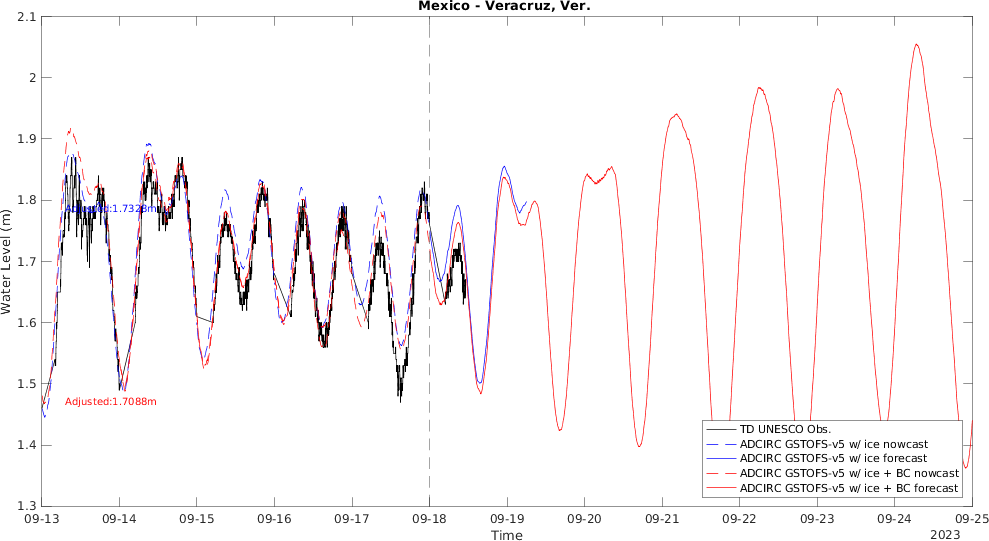 Mexico - Veracruz, Ver.
2.1
2
1.9
1.8
1.7
1.6
1.5
1.4
1.3
Water Level (m)
Adjusted:1.7328m
Adjusted:1.7088m
TD UNESCO Obs.
ADCIRC GSTOFS-v5 w/ ice nowcast
ADCIRC GSTOFS-v5 w/ ice forecast
ADCIRC GSTOFS-v5 w/ ice + BC nowcast
ADCIRC GSTOFS-v5 w/ ice + BC forecast
09-13 09-14 09-15 09-16 09-17 09-18 09-19 09-20 09-21 09-22 09-23 09-24 09-25
Time
2023